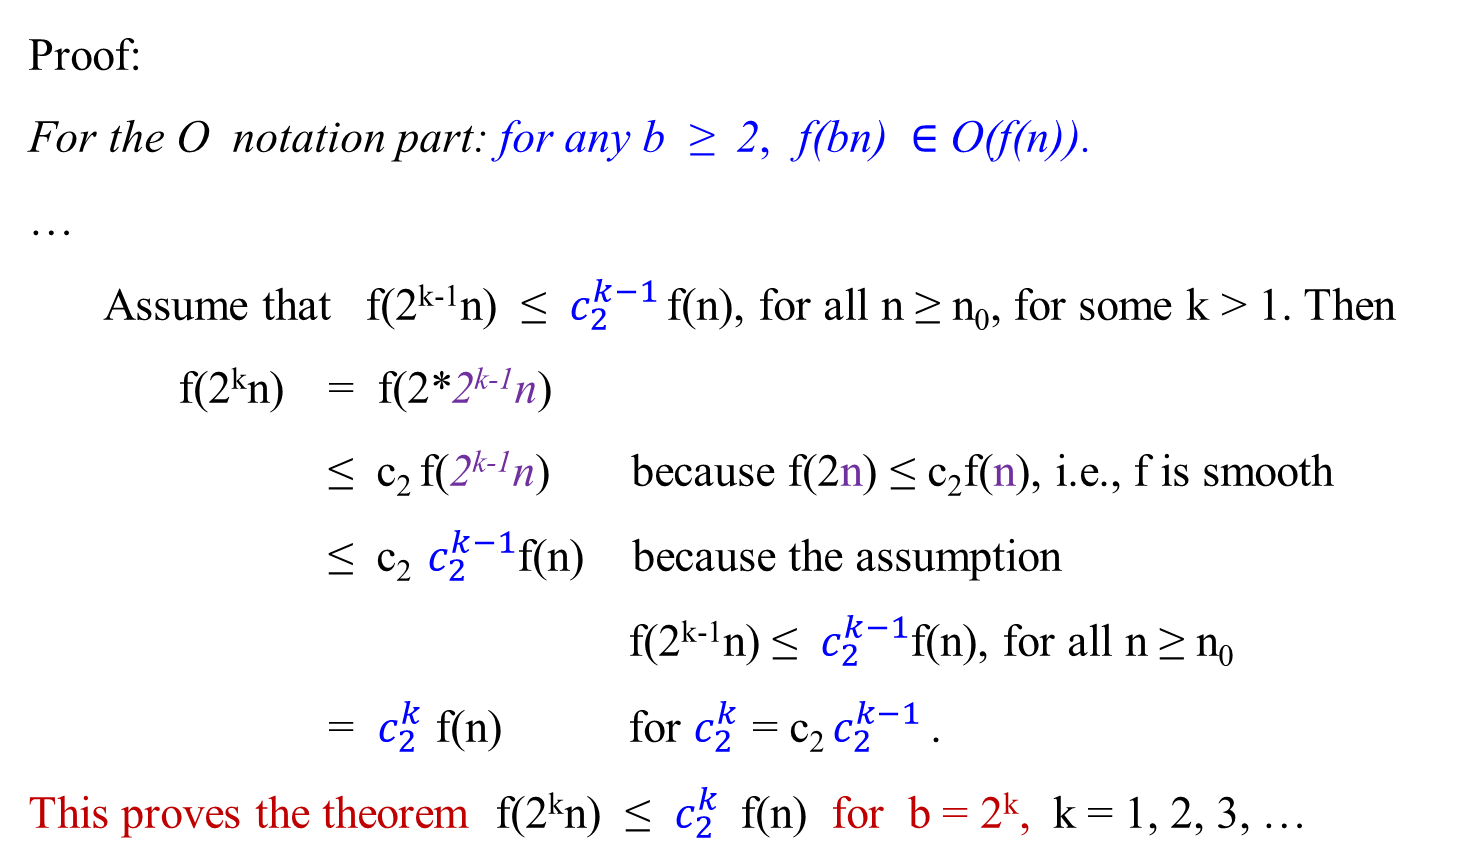 Proof:
For the O notation part: for any b ≥ 2, f(bn) ∈ O(f(n)).
…
Assume that f(2^{k-1}n) ≤ c_2^{k−1} f(n), for all n ≥ n_0, for some k > 1. Then
f(2^k n) = f(2*2^{k-1}n)
≤ c_2 f(2^{k-1}n) because f(2n) ≤ c_2f(n), i.e., f is smooth
≤ c_2 c_2^{k−1}f(n) because the assumption
f(2^{k-1}n) ≤ c_2^{k−1}f(n), for all n ≥ n_0
= c_2^k f(n) for c_2^k = c_2 c_2^{k−1} .
This proves the theorem f(2^k n) ≤ c_2^k f(n) for b = 2^k, k = 1, 2, 3, …